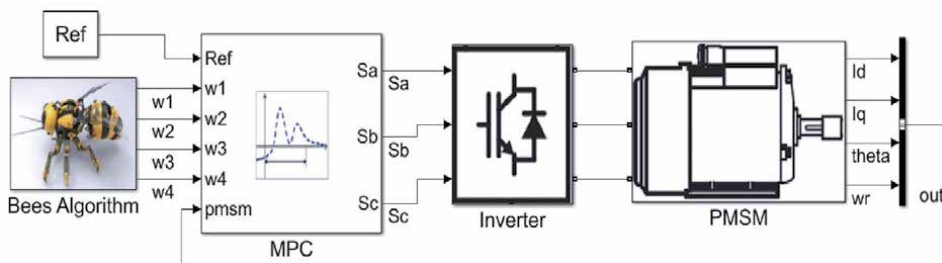 Ref
Ref
w1
w2
w3
w4
pmsm
w1
w2
w3
w4
Bees Algorithm
Sa
Sb
Sc
MPC
Sa
Sb
Sc
Inverter
PMSM
Id
Iq
theta
wr
out